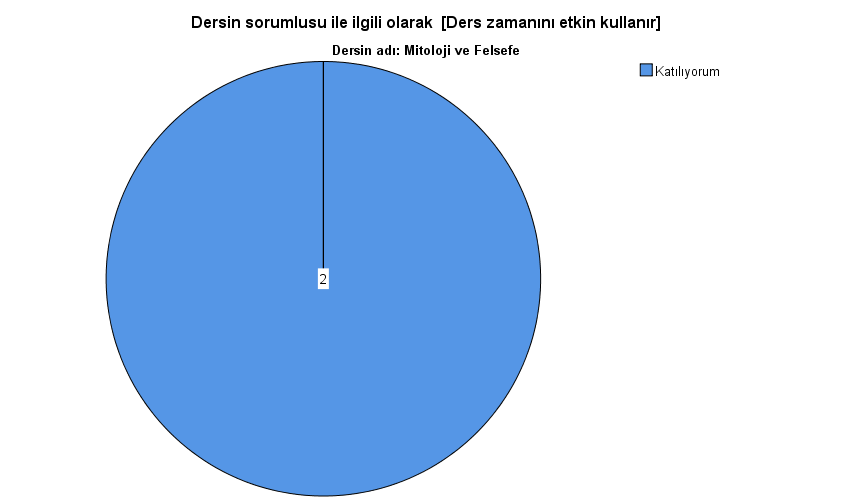 Dersin sorumlusu ile ilgili olarak  [Ders zamanını etkin kullanır]
Dersin adı: Mitoloji ve Felsefe
Katılıyorum
2